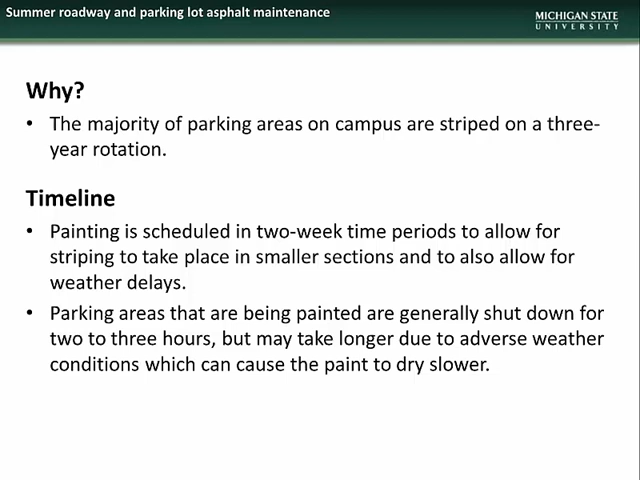 Summer roadway and parking lot asphalt maintenance
MICHIGAN STATE
UNIVERSITY
Why?
• The majority of parking areas on campus are striped on a three-
year rotation.
Timeline
• Painting is scheduled in two-week time periods to allow for
striping to take place in smaller sections and to also allow for
weather delays.
• Parking areas that are being painted are generally shut down for
two to three hours, but may take longer due to adverse weather
conditions which can cause the paint to dry slower.